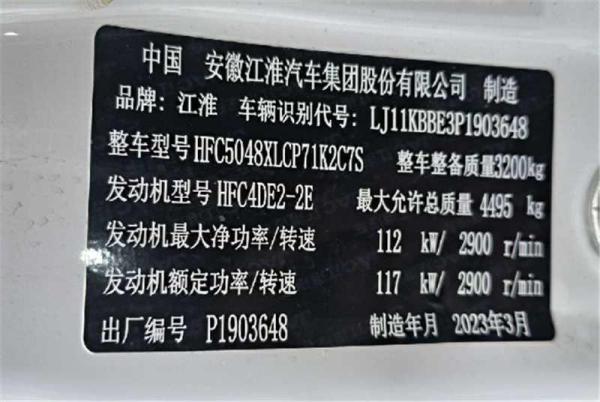 中国 安徽江淮汽车集团股份有限公司 制造
品牌：江淮 车辆识别代号：LJ11KBBE3P1903648
整车型号HFC5048XLCP71K2C7S 整车整备质量3200kg
发动机型号HFC4DE2-2E 最大允许总质量 4495 kg
发动机最大净功率/转速 112 kW/ 2900 r/min
发动机额定功率/转速 117 kW/ 2900 r/min
出厂编号 P1903648 制造年月 2023年3月